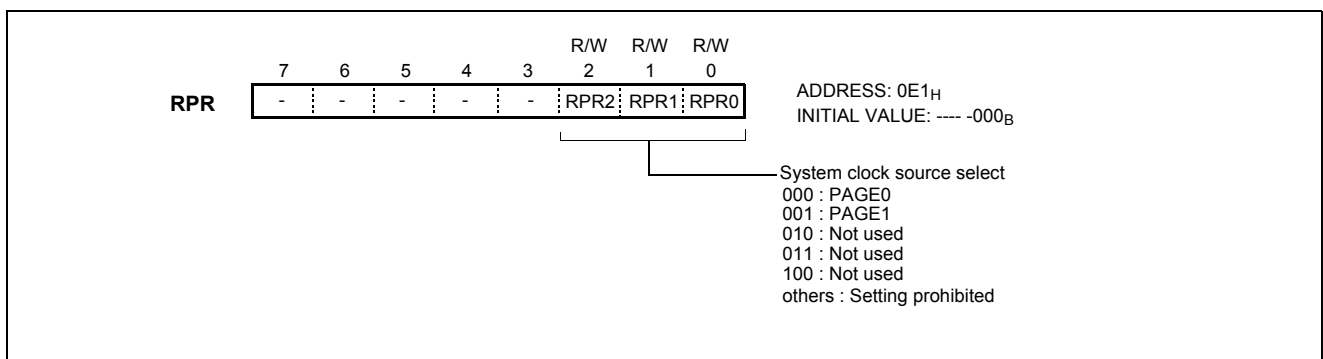 R/W R/W R/W
7 6 5 4 3 2 1 0
RPR - - - - - RPR2 RPR1 RPR0
ADDRESS: 0E1H
INITIAL VALUE: ---- -000B
System clock source select
000 : PAGE0
001 : PAGE1
010 : Not used
011 : Not used
100 : Not used
others : Setting prohibited